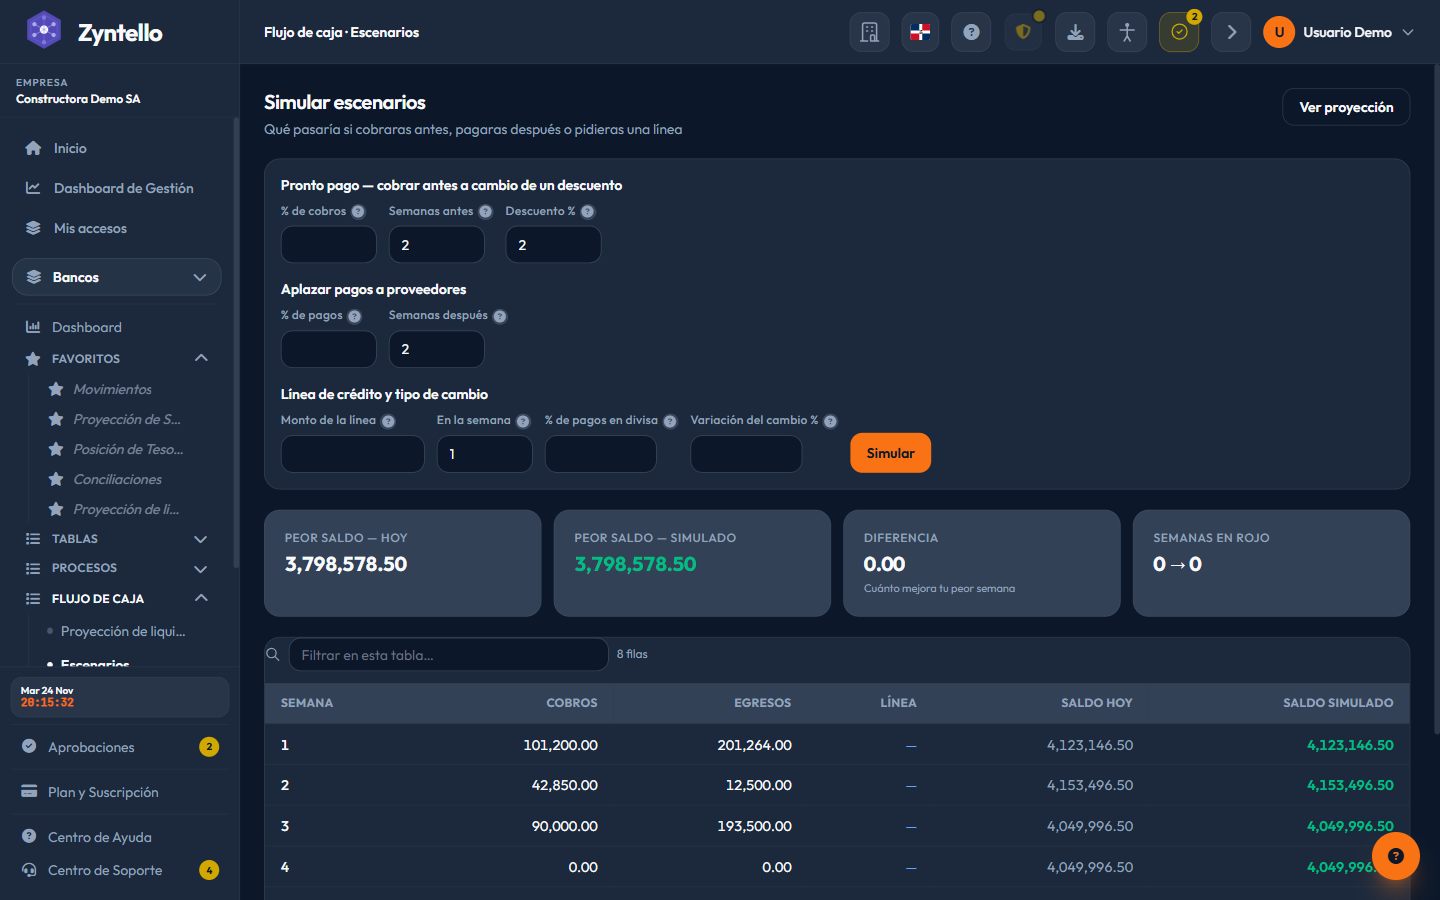 Zyntello
Flujo de caja · Escenarios
2
U
Usuario Demo
EMPRESA
Constructora Demo SA
Inicio
Dashboard de Gestión
Mis accesos
Bancos
Dashboard
FAVORITOS
Movimientos
Proyección de S...
Posición de Teso...
Conciliaciones
Proyección de li...
TABLAS
PROCESOS
FLUJO DE CAJA
Proyección de liqui...
Escenarios
Mar 24 Nov
20:15:32
Aprobaciones 2
Plan y Suscripción
Centro de Ayuda
Centro de Soporte 4
Simular escenarios
Qué pasaría si cobraras antes, pagaras después o pidieras una línea
Ver proyección
Pronto pago — cobrar antes a cambio de un descuento
% de cobros ? Semanas antes ? Descuento % ?
2 2
Aplazar pagos a proveedores
% de pagos ? Semanas después ?
2
Línea de crédito y tipo de cambio
Monto de la línea ? En la semana ? % de pagos en divisa ? Variación del cambio % ?
1
Simular
PEOR SALDO — HOY
3,798,578.50
PEOR SALDO — SIMULADO
3,798,578.50
DIFERENCIA
0.00
Cuánto mejora tu peor semana
SEMANAS EN ROJO
0 → 0
Filtrar en esta tabla... 8 filas
SEMANA COBROS EGRESOS LÍNEA SALDO HOY SALDO SIMULADO
1 101,200.00 201,264.00 — 4,123,146.50 4,123,146.50
2 42,850.00 12,500.00 — 4,153,496.50 4,153,496.50
3 90,000.00 193,500.00 — 4,049,996.50 4,049,996.50
4 0.00 0.00 — 4,049,996.50 4,049,996.